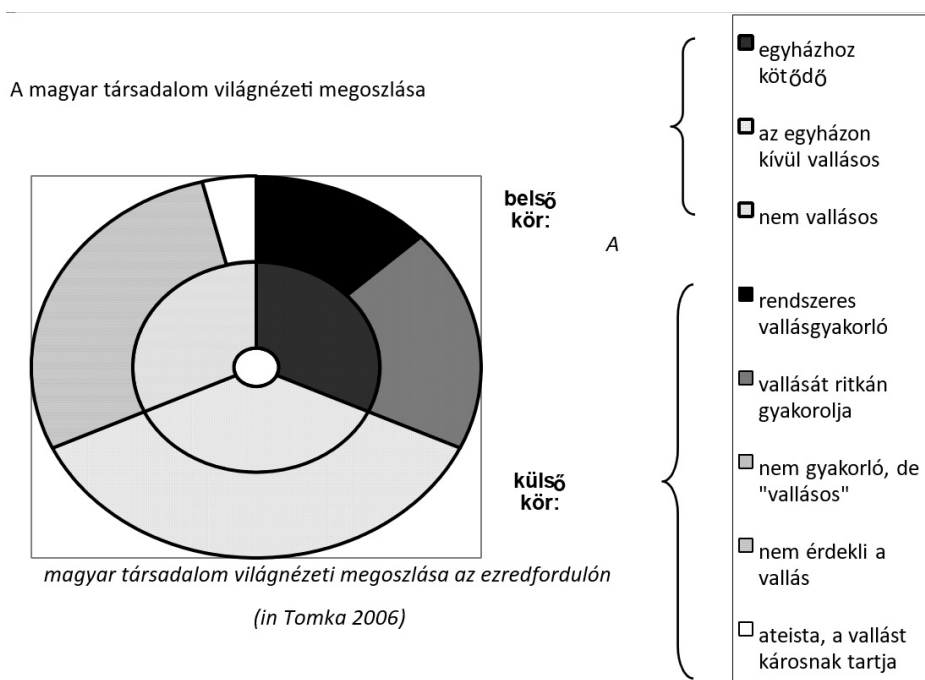 A magyar társadalom világnézeti megoszlása
belső
kör:
A
egyházhoz
kötődő
az egyházon
kívül vallásos
nem vallásos
külső
kör:
rendszeres
vallásgyakorló
vallását ritkán
gyakorolja
nem gyakorló, de
"vallásos"
nem érdekli a
vallás
ateista, a vallást
károsnak tartja
magyar társadalom világnézeti megoszlása az ezredfordulón
(in Tomka 2006)